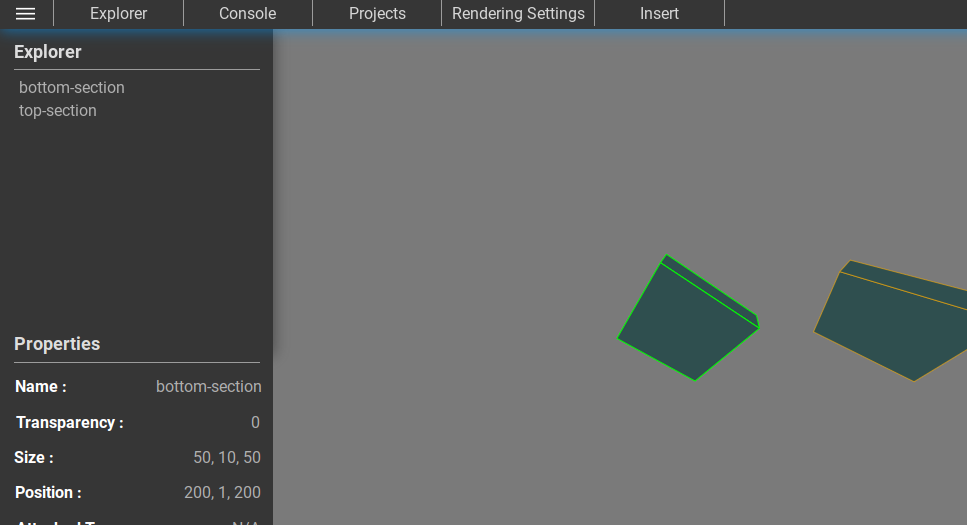 Explorer Console Projects Rendering Settings Insert
Explorer
bottom-section
top-section
Properties
Name : bottom-section
Transparency : 0
Size : 50, 10, 50
Position : 200, 1, 200
N/A